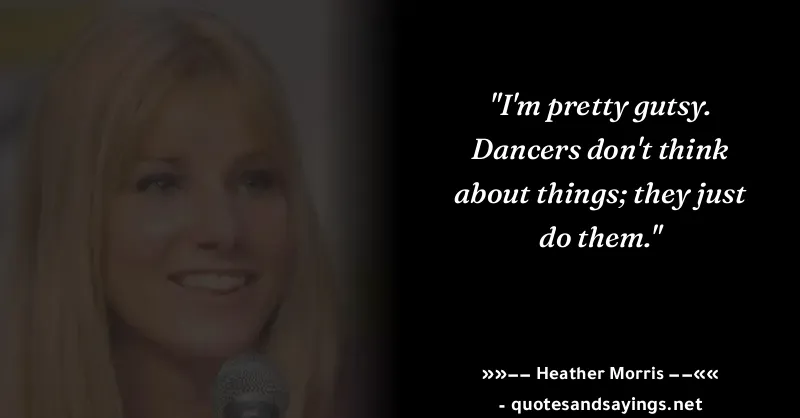 "I'm pretty gutsy.
Dancers don't think
about things; they just
do them."
»»−− Heather Morris −−««
- quotesandsayings.net